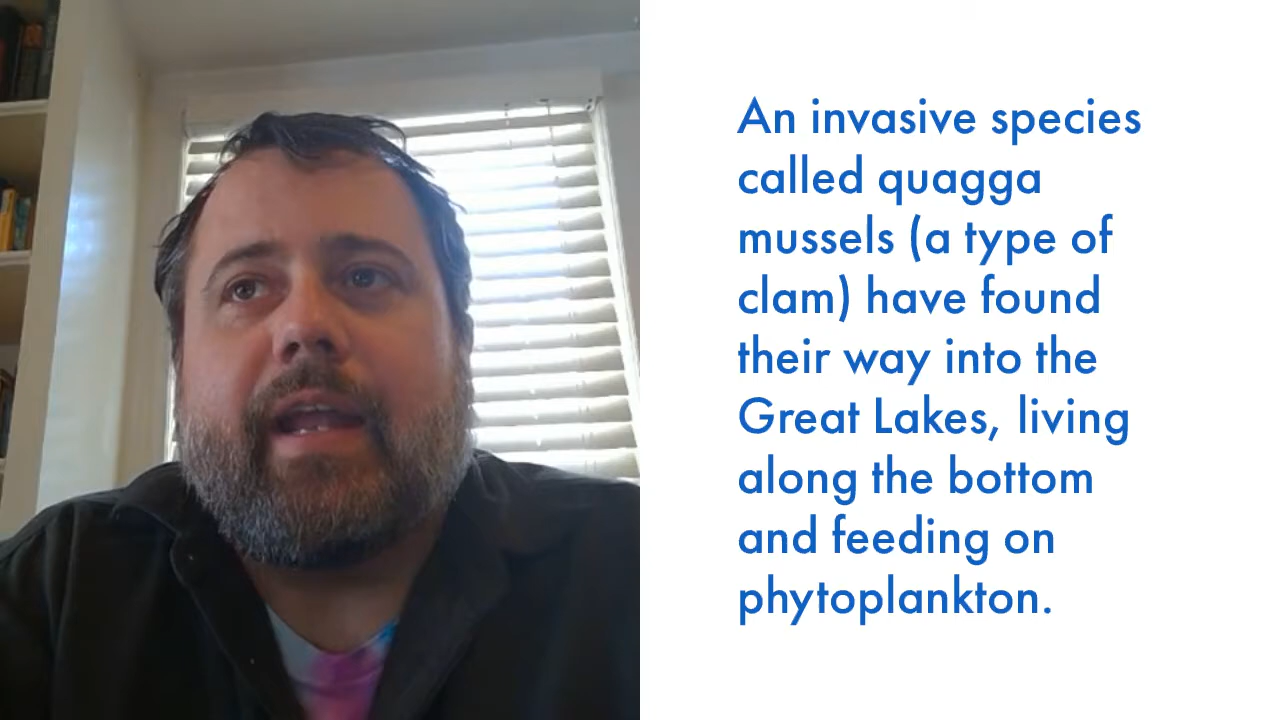 An invasive species
called quagga
mussels (a type of
clam) have found
their way into the
Great Lakes, living
along the bottom
and feeding on
phytoplankton.